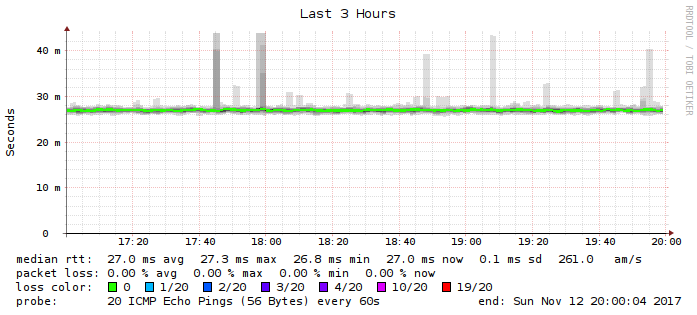 Last 3 Hours
RRDTOOL / TOBI OETIKER
Seconds
40 m
30 m
20 m
10 m
0
17:20 17:40 18:00 18:20 18:40 19:00 19:20 19:40 20:00
median rtt: 27.0 ms avg 27.3 ms max 26.8 ms min 27.0 ms now 0.1 ms sd 261.0 am/s
packet loss: 0.00 % avg 0.00 % max 0.00 % min 0.00 % now
loss color: 0 1/20 2/20 3/20 4/20 10/20 19/20
probe: 20 ICMP Echo Pings (56 Bytes) every 60s end: Sun Nov 12 20:00:04 2017